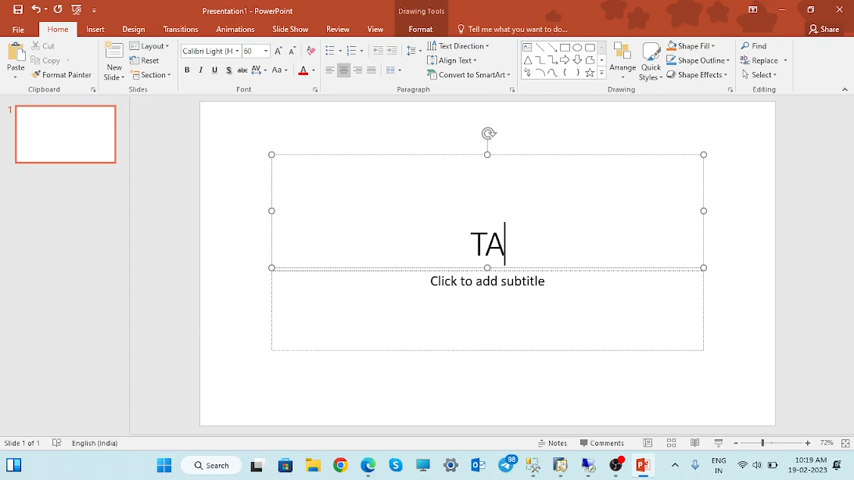 Presentation1 - PowerPoint
Drawing Tools
File Home Insert Design Transitions Animations Slide Show Review View Format Tell me what you want to do... Share
Paste
Cut
Copy
Format Painter
Clipboard
New Slide
Layout
Reset
Section
Slides
Calibri Light (H 60
B I U S abc AV Aa A
Font
Paragraph
Text Direction
Align Text
Convert to SmartArt
Arrange
Quick Styles
Shape Fill
Shape Outline
Shape Effects
Drawing
Find
Replace
Select
Editing
1
TA
Click to add subtitle
Slide 1 of 1 English (India) Notes Comments 72%
Search
98
ENG
IN
10:19 AM
19-02-2023